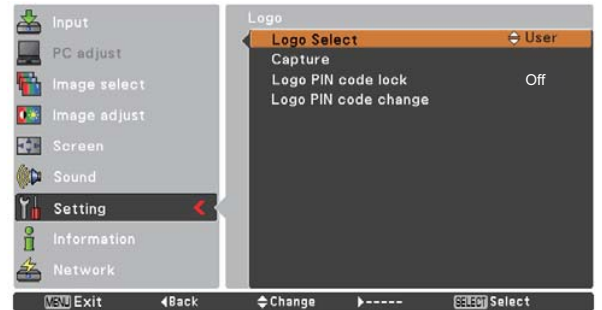 Input
PC adjust
Image select
Image adjust
Screen
Sound
Setting
Information
Network
Logo
Logo Select User
Capture
Logo PIN code lock Off
Logo PIN code change
MENU Exit Back Change ----- SELECT Select